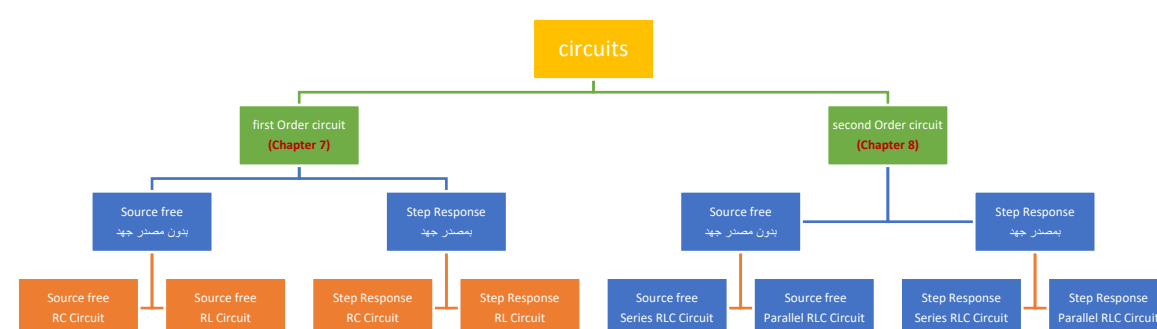 circuits
first Order circuit
(Chapter 7)
second Order circuit
(Chapter 8)
Source free
بدون مصدر جهد
Step Response
بمصدر جهد
Source free
بدون مصدر جهد
Step Response
بمصدر جهد
Source free
RC Circuit
Source free
RL Circuit
Step Response
RC Circuit
Step Response
RL Circuit
Source free
Series RLC Circuit
Source free
Parallel RLC Circuit
Step Response
Series RLC Circuit
Step Response
Parallel RLC Circuit